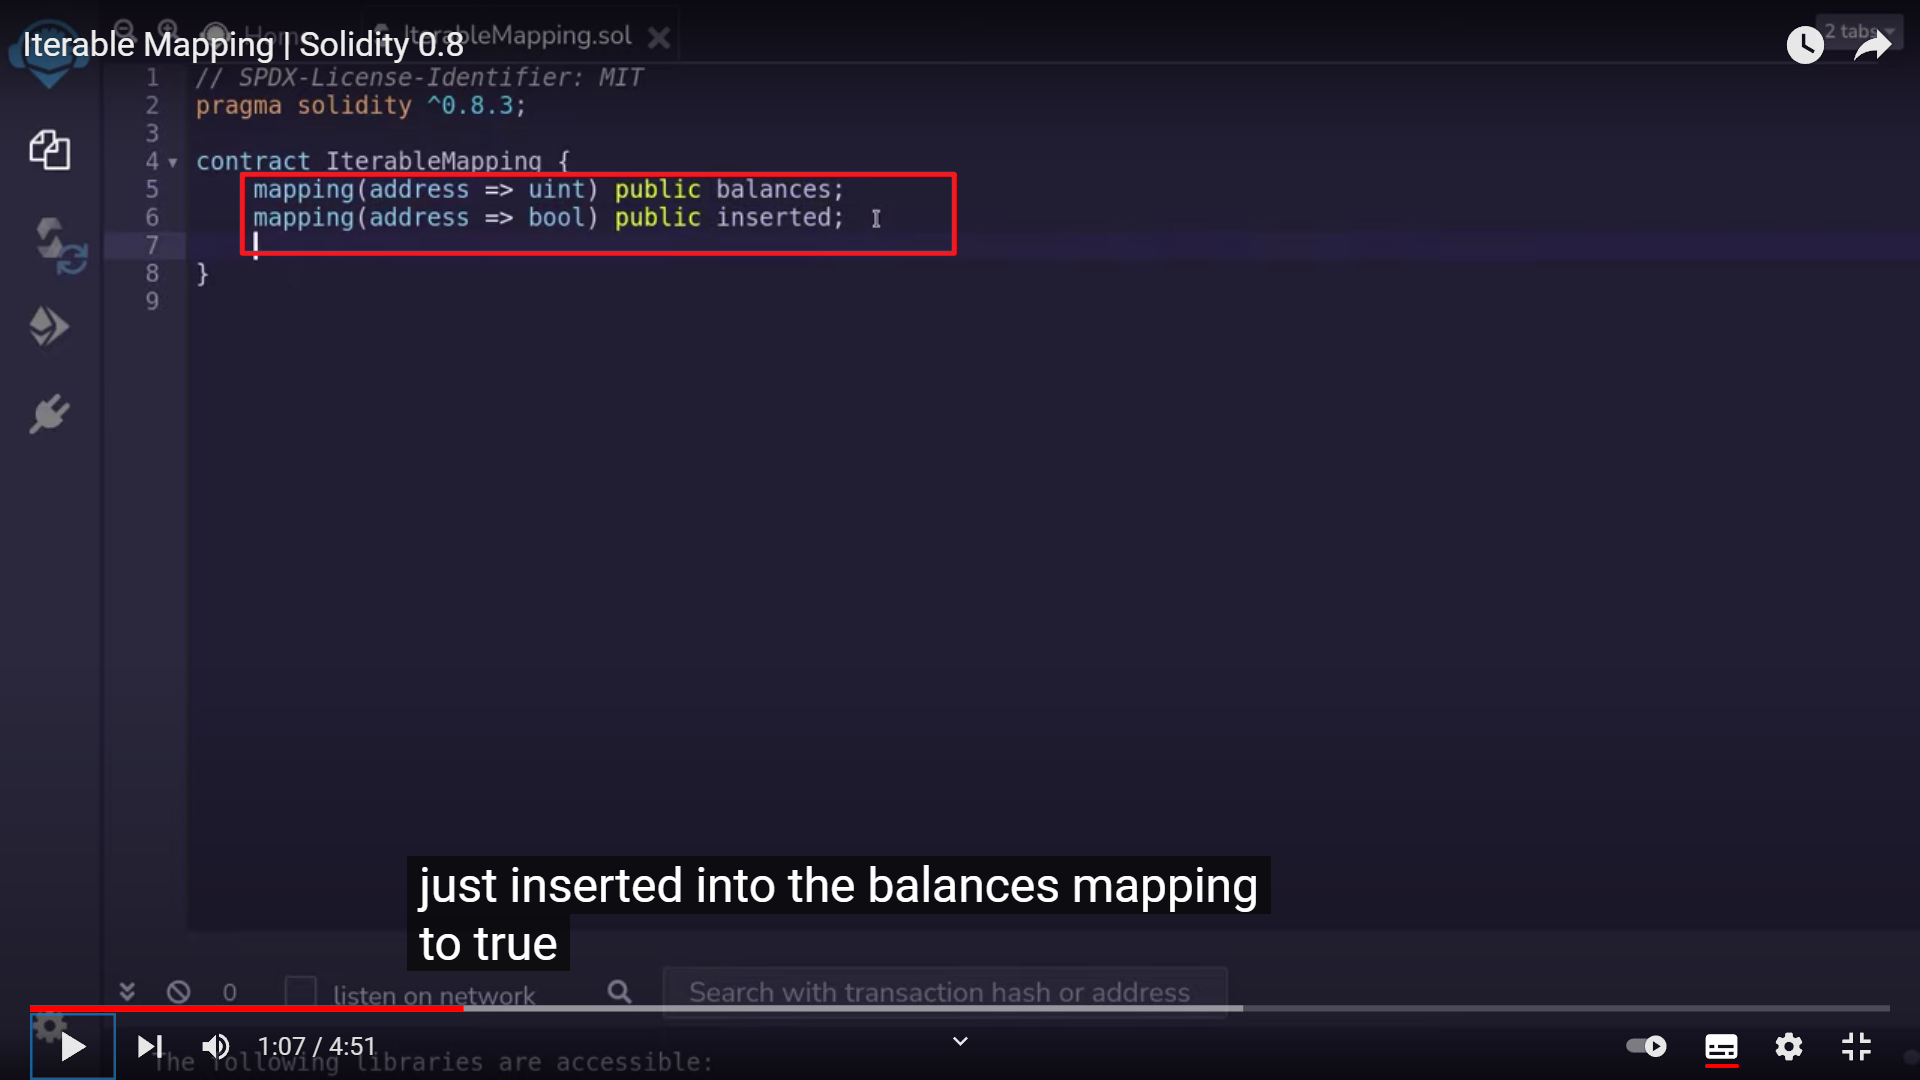 Iterable Mapping | Solidity 0.8
IterableMapping.sol
2 tabs
1 // SPDX-License-Identifier: MIT
2 pragma solidity ^0.8.3;
3
4 contract IterableMapping {
5 mapping(address => uint) public balances;
6 mapping(address => bool) public inserted;
7
8 }
9
just inserted into the balances mapping
to true
0 listen on network Search with transaction hash or address
1:07 / 4:51
The following libraries are accessible: